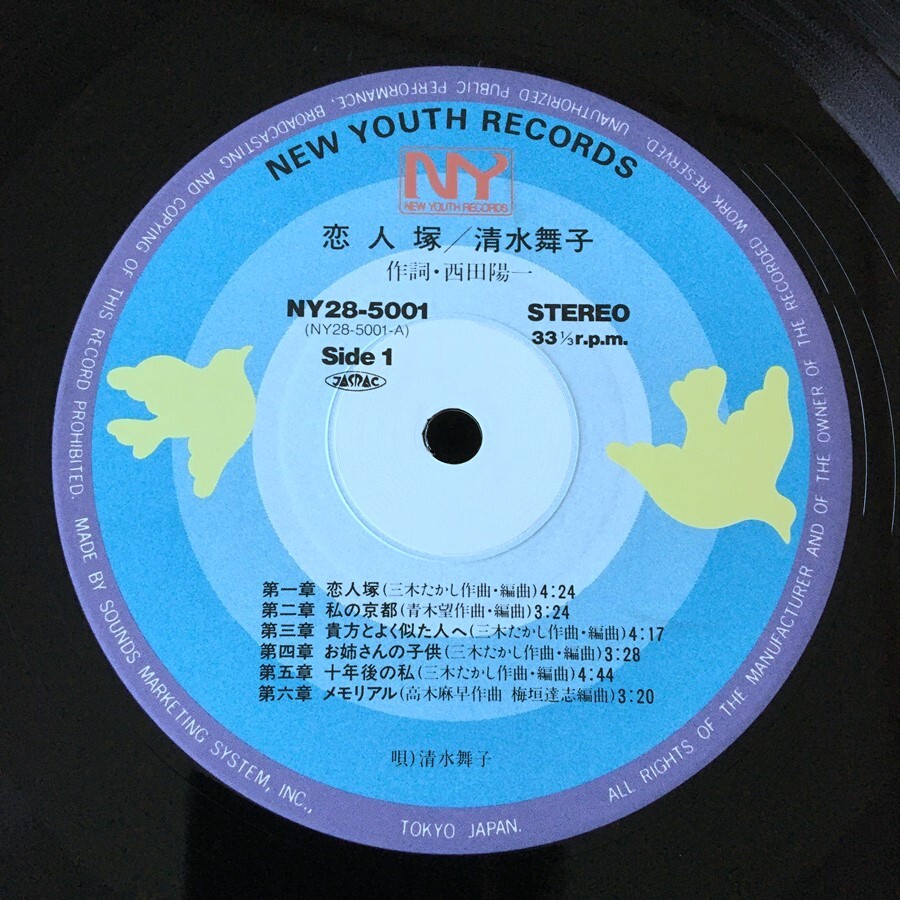 NEW YOUTH RECORDS
NY
NEW YOUTH RECORDS
恋人塚／清水舞子
作詞・西田陽一
NY28-5001
(NY28-5001-A)
Side 1
JASRAC
STEREO
33 1/3 r.p.m.
第一章 恋人塚(三木たかし作曲・編曲)4:24
第二章 私の京都(青木望作曲・編曲)3:24
第三章 貴方とよく似た人へ(三木たかし作曲・編曲)4:17
第四章 お姉さんの子供(三木たかし作曲・編曲)3:28
第五章 十年後の私(三木たかし作曲・編曲)4:44
第六章 メモリアル(高木麻早作曲 梅垣達志編曲)3:20
唄)清水舞子
ALL RIGHTS OF THE MANUFACTURER AND OF THE OWNER OF THE RECORDED WORK RESERVED. UNAUTHORIZED PUBLIC PERFORMANCE, BROADCASTING AND COPYING OF THIS RECORD PROHIBITED. MADE BY SOUNDS MARKETING SYSTEM, INC., TOKYO JAPAN.